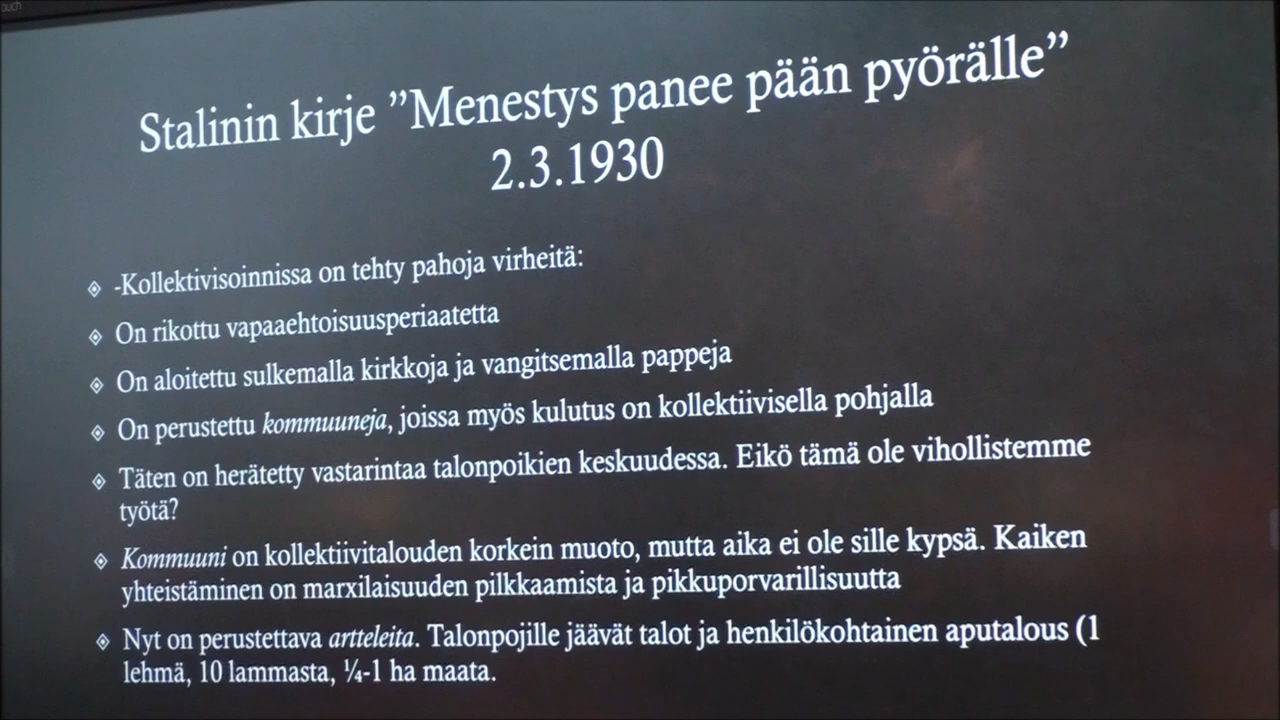 ouch
Stalinin kirje ”Menestys panee pään pyörälle”
2.3.1930
-Kollektivisoinnissa on tehty pahoja virheitä:
On rikottu vapaaehtoisuusperiaatetta
On aloitettu sulkemalla kirkkoja ja vangitsemalla pappeja
On perustettu kommuuneja, joissa myös kulutus on kollektiivisella pohjalla
Täten on herätetty vastarintaa talonpoikien keskuudessa. Eikö tämä ole vihollistemme
työtä?
Kommuuni on kollektiivitalouden korkein muoto, mutta aika ei ole sille kypsä. Kaiken
yhteistäminen on marxilaisuuden pilkkaamista ja pikkuporvarillisuutta
Nyt on perustettava artteleita. Talonpojille jäävät talot ja henkilökohtainen aputalous (1
lehmä, 10 lammasta, ¼-1 ha maata.